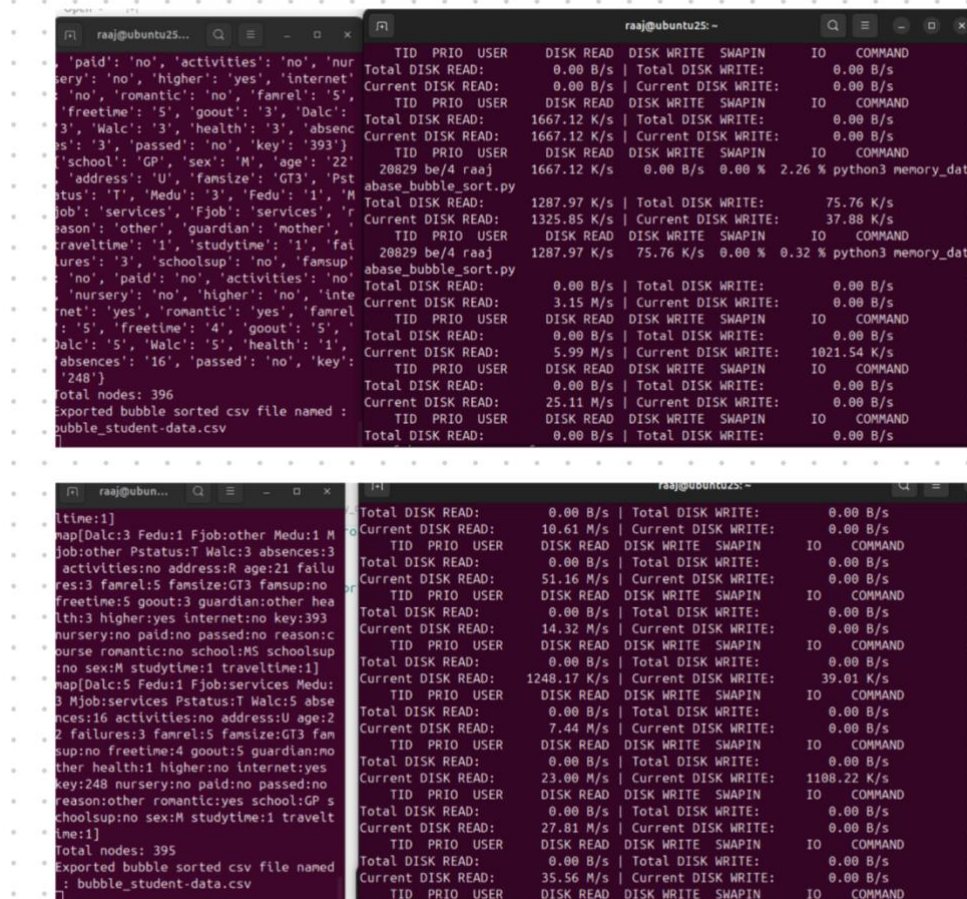 raaj@ubuntu25...
, 'paid': 'no', 'activities': 'no', 'nur
sery': 'no', 'higher': 'yes', 'internet'
: 'no', 'romantic': 'no', 'famrel': '5',
'freetime': '5', 'goout': '3', 'Dalc':
'3', 'Walc': '3', 'health': '3', 'absenc
es': '3', 'passed': 'no', 'key': '393'}
{'school': 'GP', 'sex': 'M', 'age': '22'
, 'address': 'U', 'famsize': 'GT3', 'Pst
atus': 'T', 'Medu': '3', 'Fedu': '1', 'M
job': 'services', 'Fjob': 'services', 'r
eason': 'other', 'guardian': 'mother', '
traveltime': '1', 'studytime': '1', 'fai
lures': '3', 'schoolsup': 'no', 'famsup'
: 'no', 'paid': 'no', 'activities': 'no'
, 'nursery': 'no', 'higher': 'no', 'inte
rnet': 'yes', 'romantic': 'yes', 'famrel
': '5', 'freetime': '4', 'goout': '5', '
Dalc': '5', 'Walc': '5', 'health': '1',
'absences': '16', 'passed': 'no', 'key':
'248'}
Total nodes: 396
Exported bubble sorted csv file named :
bubble_student-data.csv
raaj@ubuntu25: ~
TID PRIO USER DISK READ DISK WRITE SWAPIN IO COMMAND
Total DISK READ: 0.00 B/s | Total DISK WRITE: 0.00 B/s
Current DISK READ: 0.00 B/s | Current DISK WRITE: 0.00 B/s
TID PRIO USER DISK READ DISK WRITE SWAPIN IO COMMAND
Total DISK READ: 1667.12 K/s | Total DISK WRITE: 0.00 B/s
Current DISK READ: 1667.12 K/s | Current DISK WRITE: 0.00 B/s
TID PRIO USER DISK READ DISK WRITE SWAPIN IO COMMAND
20829 be/4 raaj 1667.12 K/s 0.00 B/s 0.00 % 2.26 % python3 memory_dat
abase_bubble_sort.py
Total DISK READ: 1287.97 K/s | Total DISK WRITE: 75.76 K/s
Current DISK READ: 1325.85 K/s | Current DISK WRITE: 37.88 K/s
TID PRIO USER DISK READ DISK WRITE SWAPIN IO COMMAND
20829 be/4 raaj 1287.97 K/s 75.76 K/s 0.00 % 0.32 % python3 memory_dat
abase_bubble_sort.py
Total DISK READ: 0.00 B/s | Total DISK WRITE: 0.00 B/s
Current DISK READ: 3.15 M/s | Current DISK WRITE: 0.00 B/s
TID PRIO USER DISK READ DISK WRITE SWAPIN IO COMMAND
Total DISK READ: 0.00 B/s | Total DISK WRITE: 0.00 B/s
Current DISK READ: 5.99 M/s | Current DISK WRITE: 1021.54 K/s
TID PRIO USER DISK READ DISK WRITE SWAPIN IO COMMAND
Total DISK READ: 0.00 B/s | Total DISK WRITE: 0.00 B/s
Current DISK READ: 25.11 M/s | Current DISK WRITE: 0.00 B/s
TID PRIO USER DISK READ DISK WRITE SWAPIN IO COMMAND
Total DISK READ: 0.00 B/s | Total DISK WRITE: 0.00 B/s
raaj@ubun...
ltime:1]
map[Dalc:3 Fedu:1 Fjob:other Medu:1 M
job:other Pstatus:T Walc:3 absences:3
activities:no address:R age:21 failu
res:3 famrel:5 famsize:GT3 famsup:no
freetime:5 goout:3 guardian:other hea
lth:3 higher:yes internet:no key:393
nursery:no paid:no passed:no reason:c
ourse romantic:no school:MS schoolsup
:no sex:M studytime:1 traveltime:1]
map[Dalc:5 Fedu:1 Fjob:services Medu:
3 Mjob:services Pstatus:T Walc:5 abse
nces:16 activities:no address:U age:2
2 failures:3 famrel:5 famsize:GT3 fam
sup:no freetime:4 goout:5 guardian:mo
ther health:1 higher:no internet:yes
key:248 nursery:no paid:no passed:no
reason:other romantic:yes school:GP s
choolsup:no sex:M studytime:1 travelt
ime:1]
Total nodes: 395
Exported bubble sorted csv file named
: bubble_student-data.csv
raaj@ubuntu25: ~
Total DISK READ: 0.00 B/s | Total DISK WRITE: 0.00 B/s
Current DISK READ: 10.61 M/s | Current DISK WRITE: 0.00 B/s
TID PRIO USER DISK READ DISK WRITE SWAPIN IO COMMAND
Total DISK READ: 0.00 B/s | Total DISK WRITE: 0.00 B/s
Current DISK READ: 51.16 M/s | Current DISK WRITE: 0.00 B/s
TID PRIO USER DISK READ DISK WRITE SWAPIN IO COMMAND
Total DISK READ: 0.00 B/s | Total DISK WRITE: 0.00 B/s
Current DISK READ: 14.32 M/s | Current DISK WRITE: 0.00 B/s
TID PRIO USER DISK READ DISK WRITE SWAPIN IO COMMAND
Total DISK READ: 0.00 B/s | Total DISK WRITE: 0.00 B/s
Current DISK READ: 1248.17 K/s | Current DISK WRITE: 39.01 K/s
TID PRIO USER DISK READ DISK WRITE SWAPIN IO COMMAND
Total DISK READ: 0.00 B/s | Total DISK WRITE: 0.00 B/s
Current DISK READ: 7.44 M/s | Current DISK WRITE: 0.00 B/s
TID PRIO USER DISK READ DISK WRITE SWAPIN IO COMMAND
Total DISK READ: 0.00 B/s | Total DISK WRITE: 0.00 B/s
Current DISK READ: 23.00 M/s | Current DISK WRITE: 1108.22 K/s
TID PRIO USER DISK READ DISK WRITE SWAPIN IO COMMAND
Total DISK READ: 0.00 B/s | Total DISK WRITE: 0.00 B/s
Current DISK READ: 27.81 M/s | Current DISK WRITE: 0.00 B/s
TID PRIO USER DISK READ DISK WRITE SWAPIN IO COMMAND
Total DISK READ: 0.00 B/s | Total DISK WRITE: 0.00 B/s
Current DISK READ: 35.56 M/s | Current DISK WRITE: 0.00 B/s
TID PRIO USER DISK READ DISK WRITE SWAPIN IO COMMAND